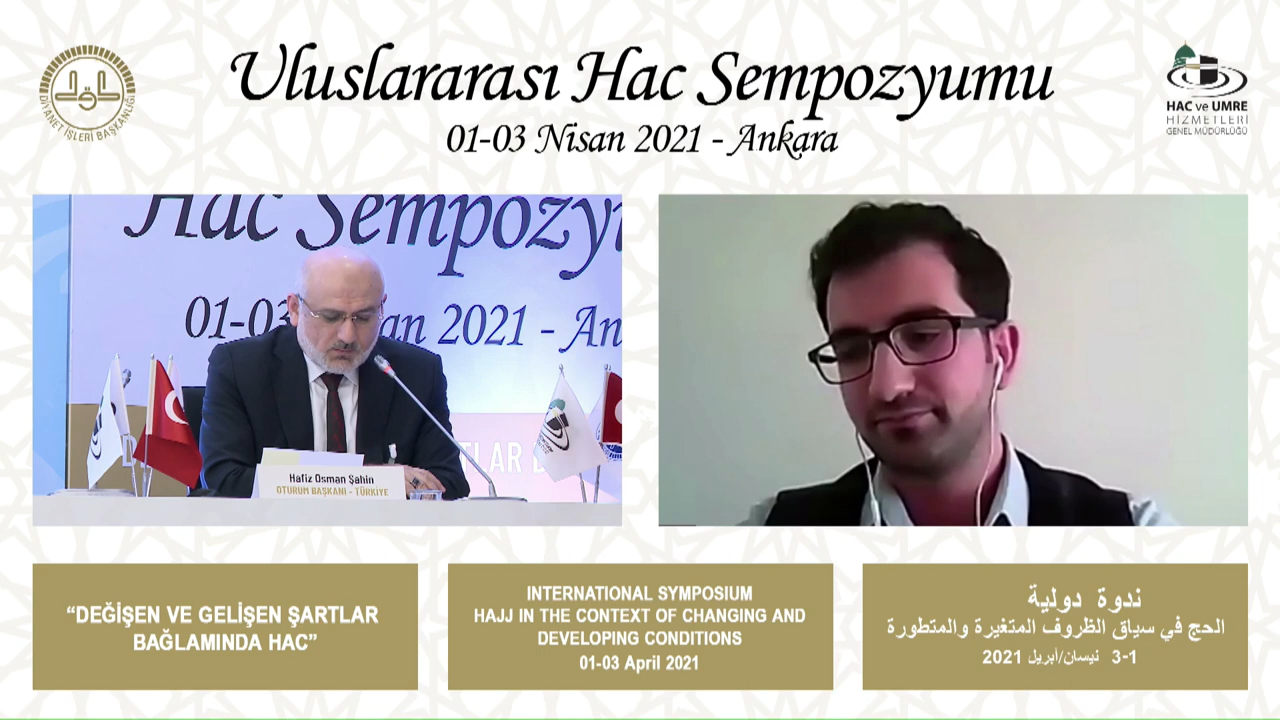 Uluslararası Hac Sempozyumu
01-03 Nisan 2021 - Ankara
DİYANET İŞLERİ BAŞKANLIĞI
HAC ve UMRE
HİZMETLERİ
GENEL MÜDÜRLÜĞÜ
Hac Sempozyu
01-03 Nisan 2021 - An
Hafız Osman Şahin
OTURUM BAŞKANI - TÜRKİYE
“DEĞİŞEN VE GELİŞEN ŞARTLAR
BAĞLAMINDA HAC”
INTERNATIONAL SYMPOSIUM
HAJJ IN THE CONTEXT OF CHANGING AND
DEVELOPING CONDITIONS
01-03 April 2021
ندوة دولية
الحج في سياق الظروف المتغيرة والمتطورة
1-3 نيسان/أبريل 2021